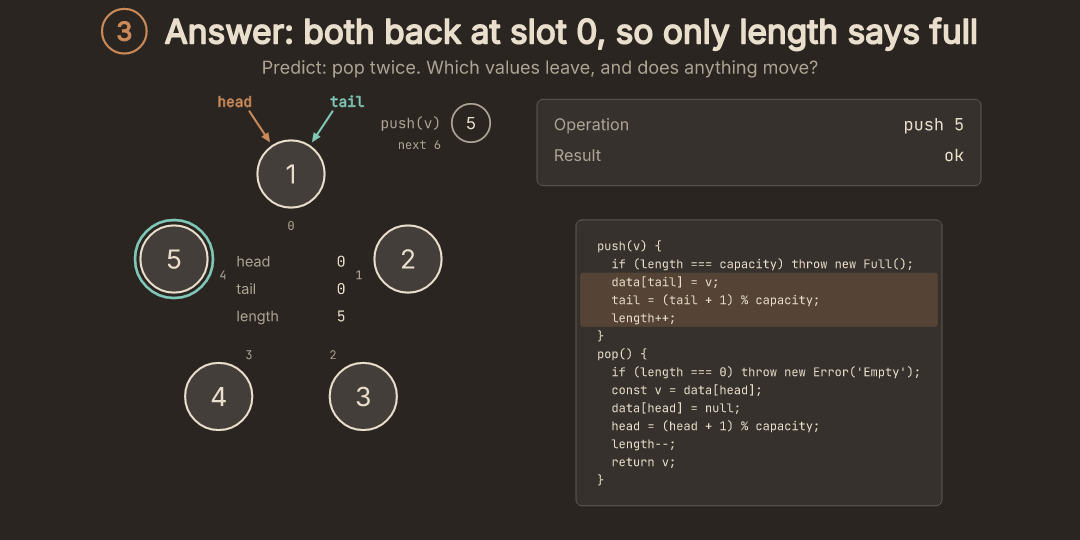 3 Answer: both back at slot 0, so only length says full
Predict: pop twice. Which values leave, and does anything move?
head tail
push(v) 5
next 6
1
0
5
4
2
1
head 0
tail 0
length 5
3
2
4
3
Operation push 5
Result ok
push(v) {
  if (length === capacity) throw new Full();
  data[tail] = v;
  tail = (tail + 1) % capacity;
  length++;
}
pop() {
  if (length === 0) throw new Error('Empty');
  const v = data[head];
  data[head] = null;
  head = (head + 1) % capacity;
  length--;
  return v;
}